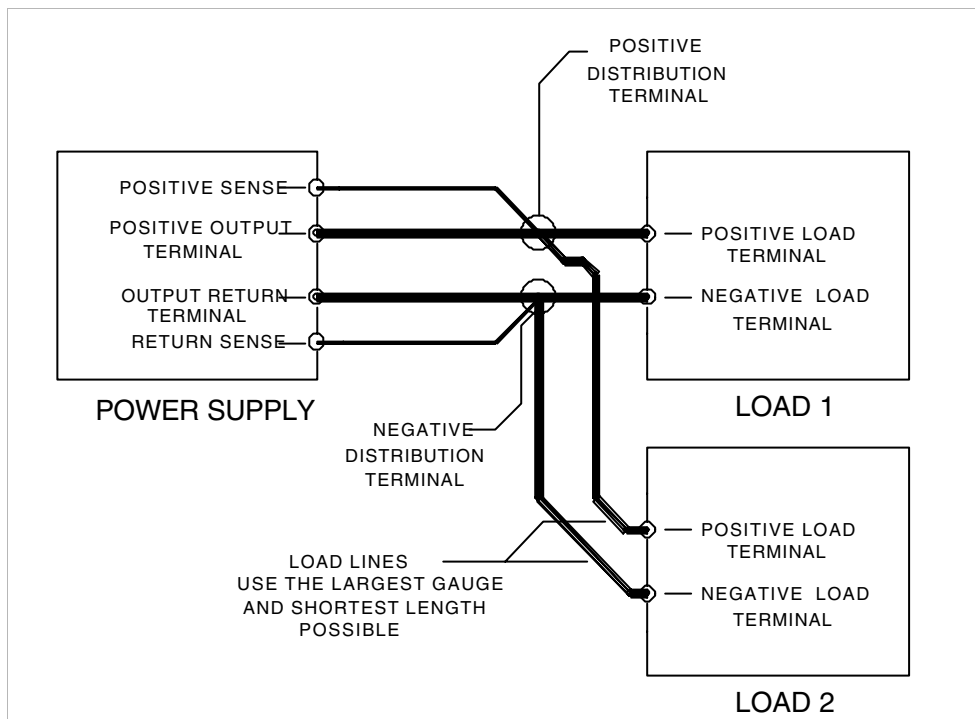 POSITIVE
DISTRIBUTION
TERMINAL
POSITIVE SENSE
POSITIVE OUTPUT
TERMINAL
OUTPUT RETURN
TERMINAL
RETURN SENSE
POWER SUPPLY
POSITIVE LOAD
TERMINAL
NEGATIVE LOAD
TERMINAL
LOAD 1
NEGATIVE
DISTRIBUTION
TERMINAL
LOAD LINES
USE THE LARGEST GAUGE
AND SHORTEST LENGTH
POSSIBLE
POSITIVE LOAD
TERMINAL
NEGATIVE LOAD
TERMINAL
LOAD 2